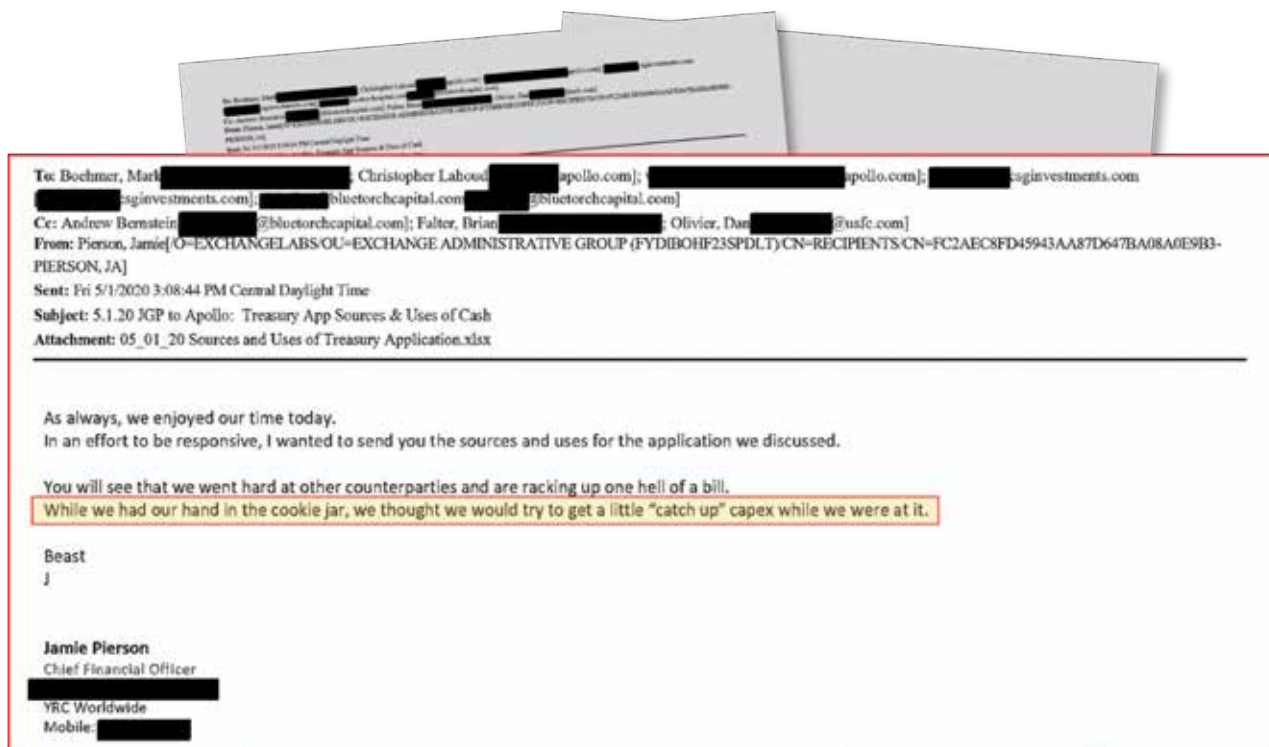 To: Boehmer, Mark ; Christopher Lahoud apollo.com]; apollo.com]; csginvestments.com
csginvestments.com]; bluetorchcapital.com @bluetorchcapital.com]
Cc: Andrew Bernstein @bluetorchcapital.com]; Falter, Brian ; Olivier, Dan @usfc.com]
From: Pierson, Jamie[/O=EXCHANGELABS/OU=EXCHANGE ADMINISTRATIVE GROUP (FYDIBOHF23SPDLT)/CN=RECIPIENTS/CN=FC2AEC8FD45943AA87D647BA08A0E9B3-
PIERSON, JA]
Sent: Fri 5/1/2020 3:08:44 PM Central Daylight Time
Subject: 5.1.20 JGP to Apollo: Treasury App Sources & Uses of Cash
Attachment: 05_01_20 Sources and Uses of Treasury Application.xlsx
As always, we enjoyed our time today.
In an effort to be responsive, I wanted to send you the sources and uses for the application we discussed.
You will see that we went hard at other counterparties and are racking up one hell of a bill.
While we had our hand in the cookie jar, we thought we would try to get a little “catch up” capex while we were at it.
Beast
J
Jamie Pierson
Chief Financial Officer
YRC Worldwide
Mobile: